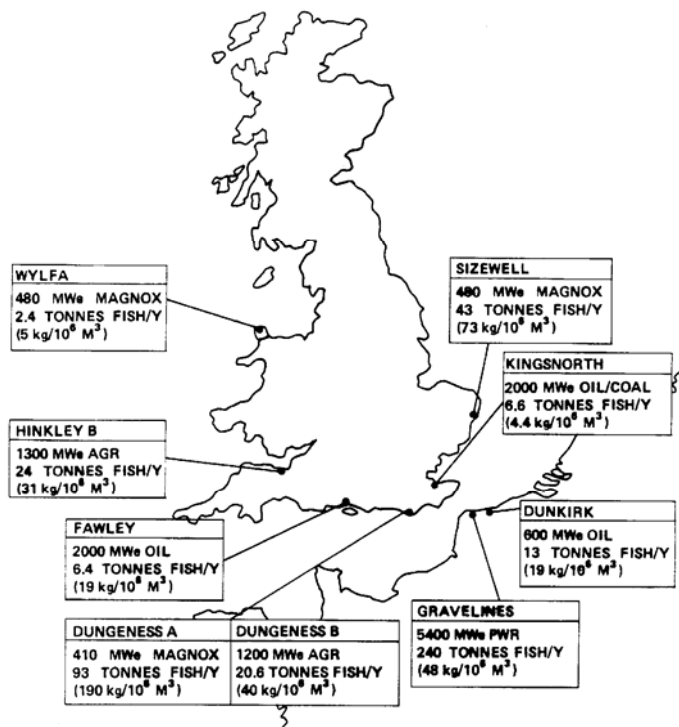 WYLFA
480 MWe MAGNOX
2.4 TONNES FISH/Y
(5 kg/10⁶ M³)
SIZEWELL
480 MWe MAGNOX
43 TONNES FISH/Y
(73 kg/10⁶ M³)
KINGSNORTH
2000 MWe OIL/COAL
6.6 TONNES FISH/Y
(4.4 kg/10⁶ M³)
HINKLEY B
1300 MWe AGR
24 TONNES FISH/Y
(31 kg/10⁶ M³)
FAWLEY
2000 MWe OIL
6.4 TONNES FISH/Y
(19 kg/10⁶ M³)
DUNKIRK
600 MWe OIL
13 TONNES FISH/Y
(19 kg/10⁶ M³)
DUNGENESS A
410 MWe MAGNOX
93 TONNES FISH/Y
(190 kg/10⁶ M³)
DUNGENESS B
1200 MWe AGR
20.6 TONNES FISH/Y
(40 kg/10⁶ M³)
GRAVELINES
5400 MWe PWR
240 TONNES FISH/Y
(48 kg/10⁶ M³)